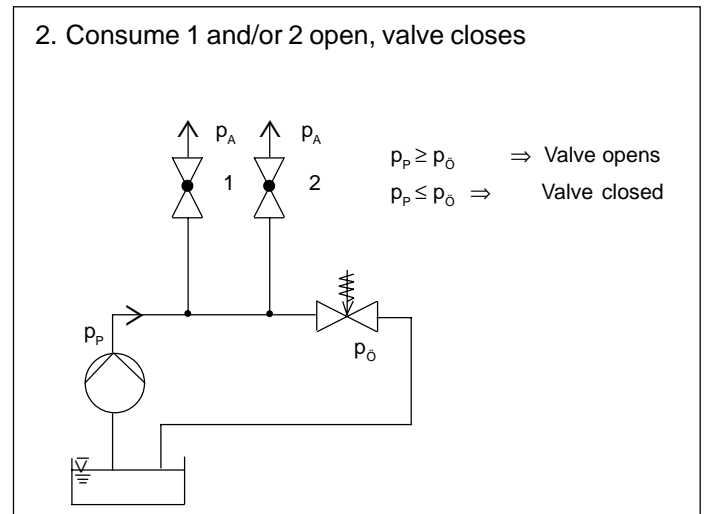 2. Consume 1 and/or 2 open, valve closes
p_A p_A
p_P ≥ p_Ö ⇒ Valve opens
1 2
p_P ≤ p_Ö ⇒ Valve closed
p_P
p_Ö